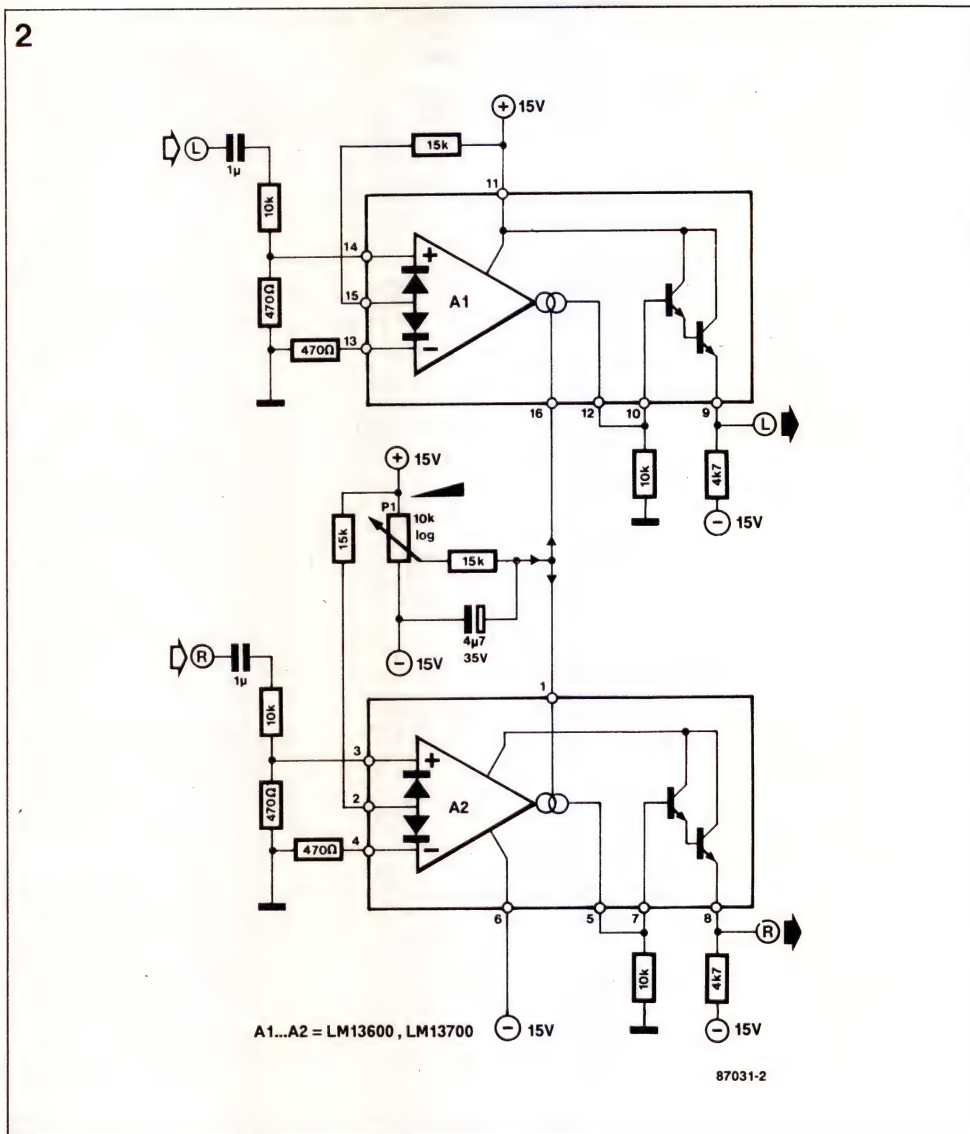 2
+ 15V
L
1µ
15k
11
10k
14
+
470Ω
15
A1
470Ω
13
−
16
12
10
9
L
+ 15V
10k
4k7
P1
10k
log
− 15V
15k
15k
4µ7
35V
R
1µ
− 15V
1
10k
3
+
470Ω
2
A2
470Ω
4
−
6
5
7
8
R
10k
4k7
A1...A2 = LM13600 , LM13700
− 15V
− 15V
87031-2